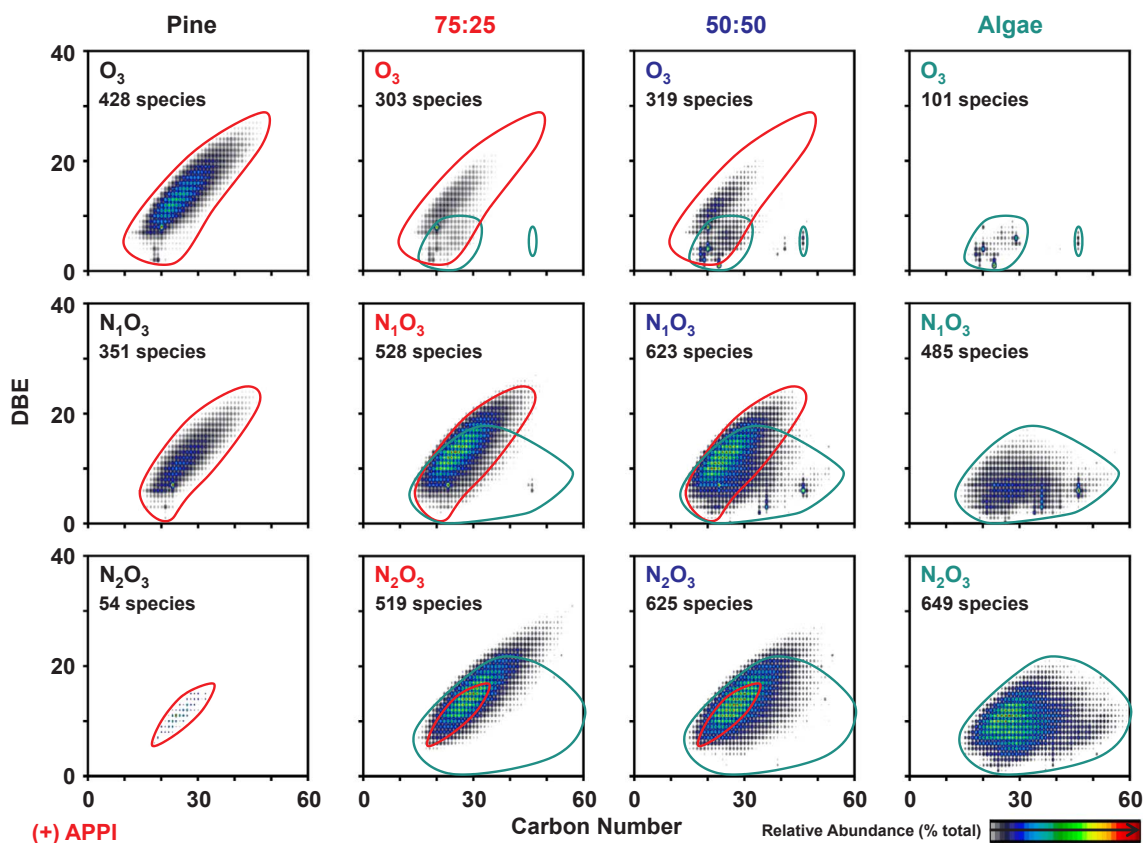 Pine 75:25 50:50 Algae
40 O₃ O₃ O₃ O₃
428 species 303 species 319 species 101 species
20
0
40 N₁O₃ N₁O₃ N₁O₃ N₁O₃
351 species 528 species 623 species 485 species
DBE
20
0
40 N₂O₃ N₂O₃ N₂O₃ N₂O₃
54 species 519 species 625 species 649 species
20
0
0 30 60 0 30 60 0 30 60 0 30 60
(+) APPI Carbon Number Relative Abundance (% total)